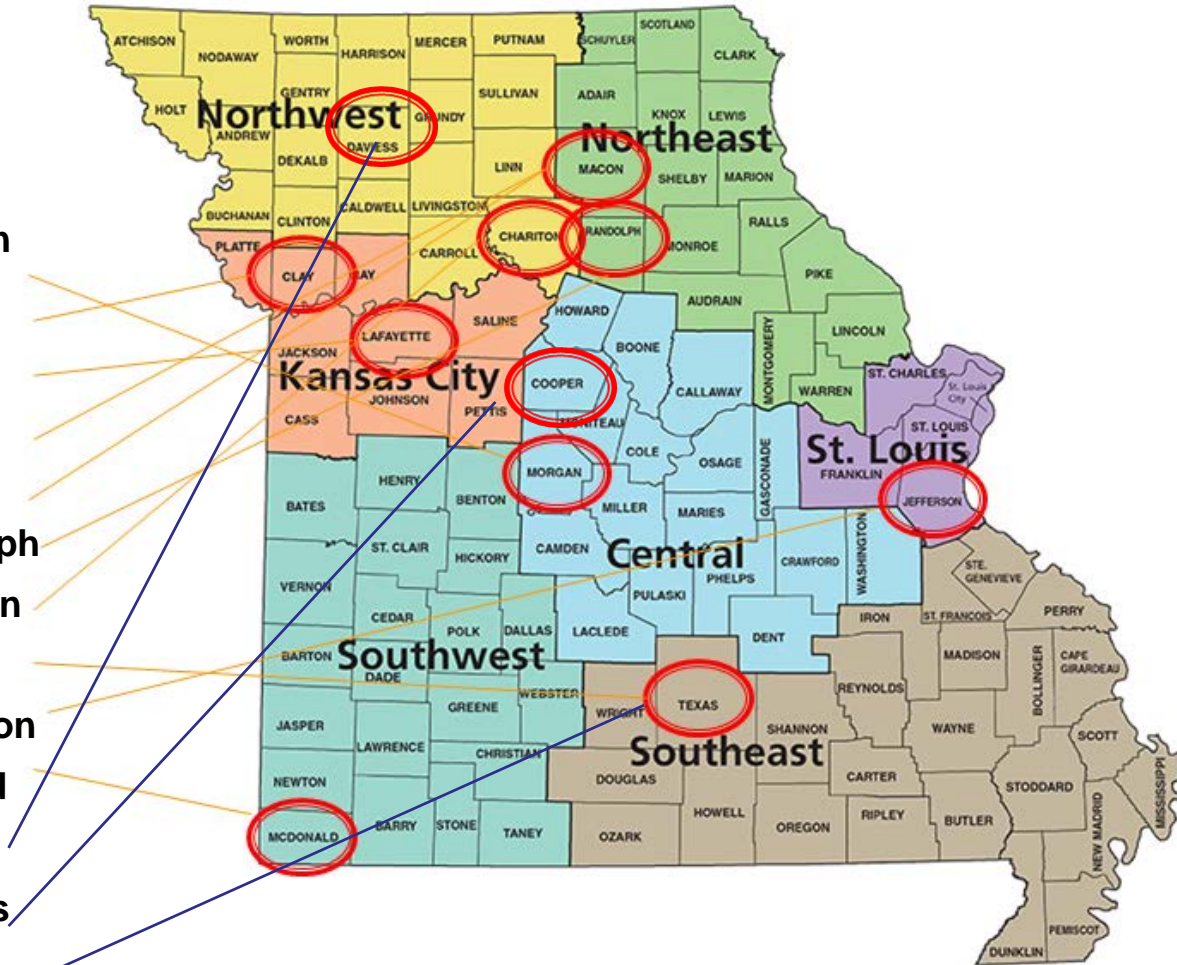 ATCHISON
NODAWAY
WORTH
HARRISON
MERCER
PUTNAM
SCHUYLER
SCOTLAND
CLARK
HOLT
GENTRY
SULLIVAN
ADAIR
Northwest
GRUNDY
KNOX
LEWIS
ANDREW
DAVIESS
Northeast
DEKALB
LINN
MACON
SHELBY
MARION
BUCHANAN
CLINTON
CALDWELL
LIVINGSTON
RALLS
n
PLATTE
CARROLL
CHARITON
RANDOLPH
MONROE
CLAY
PIKE
AUDRAIN
JACKSON
LAFAYETTE
SALINE
HOWARD
BOONE
MONTGOMERY
LINCOLN
Kansas City
JOHNSON
COOPER
CALLAWAY
WARREN
ST. CHARLES
St. Louis
City
CASS
PETTIS
MONITEAU
COLE
ST. LOUIS
St. Louis
BATES
HENRY
BENTON
MORGAN
OSAGE
GASCONADE
FRANKLIN
MILLER
MARIES
JEFFERSON
ph
ST. CLAIR
HICKORY
CAMDEN
Central
CRAWFORD
WASHINGTON
n
VERNON
PULASKI
PHELPS
STE.
GENEVIEVE
CEDAR
POLK
DALLAS
LACLEDE
DENT
IRON
ST. FRANCOIS
PERRY
BARTON
Southwest
DADE
MADISON
BOLLINGER
CAPE
GIRARDEAU
on
JASPER
GREENE
WEBSTER
WRIGHT
TEXAS
REYNOLDS
LAWRENCE
CHRISTIAN
Southeast
SHANNON
WAYNE
SCOTT
NEWTON
DOUGLAS
CARTER
STODDARD
MISSISSIPPI
MCDONALD
BARRY
STONE
TANEY
OZARK
HOWELL
OREGON
RIPLEY
BUTLER
NEW MADRID
s
DUNKLIN
PEMISCOT